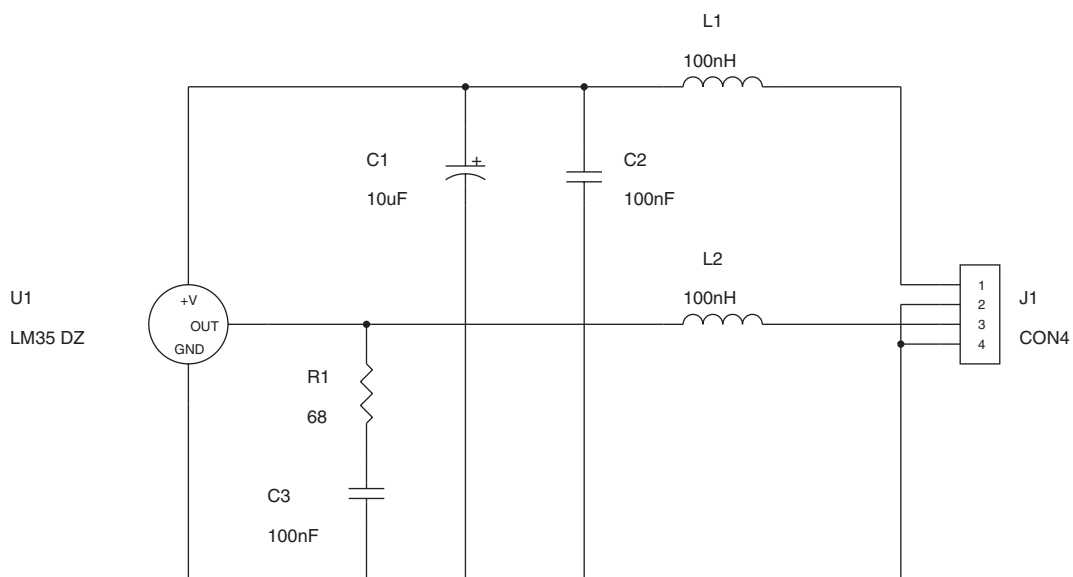 L1
100nH
C1
+
C2
10uF
100nF
L2
100nH
U1
LM35 DZ
+V
OUT
GND
1
2
3
4
J1
CON4
R1
68
C3
100nF